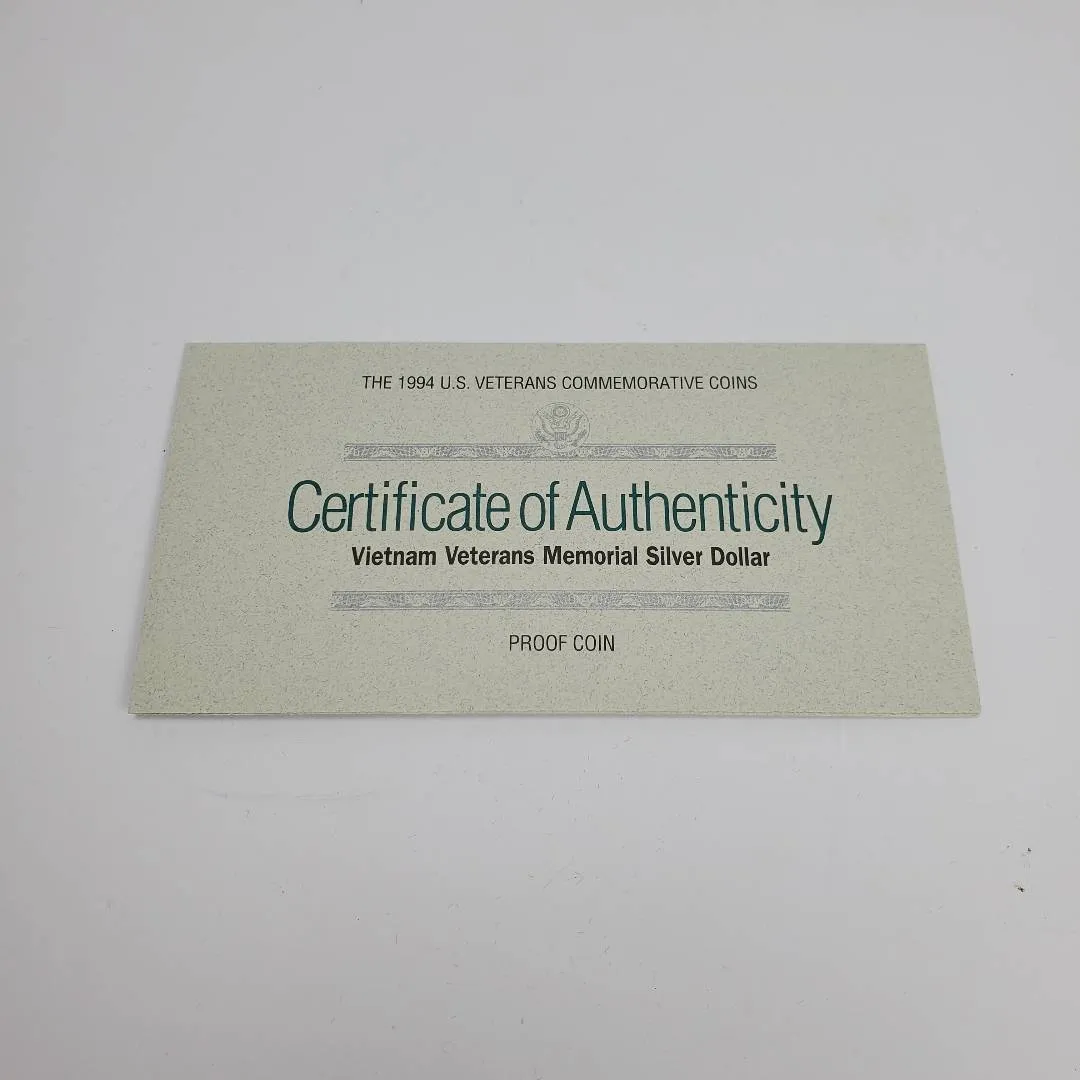 THE 1994 U.S. VETERANS COMMEMORATIVE COINS
Certificate of Authenticity
Vietnam Veterans Memorial Silver Dollar
PROOF COIN